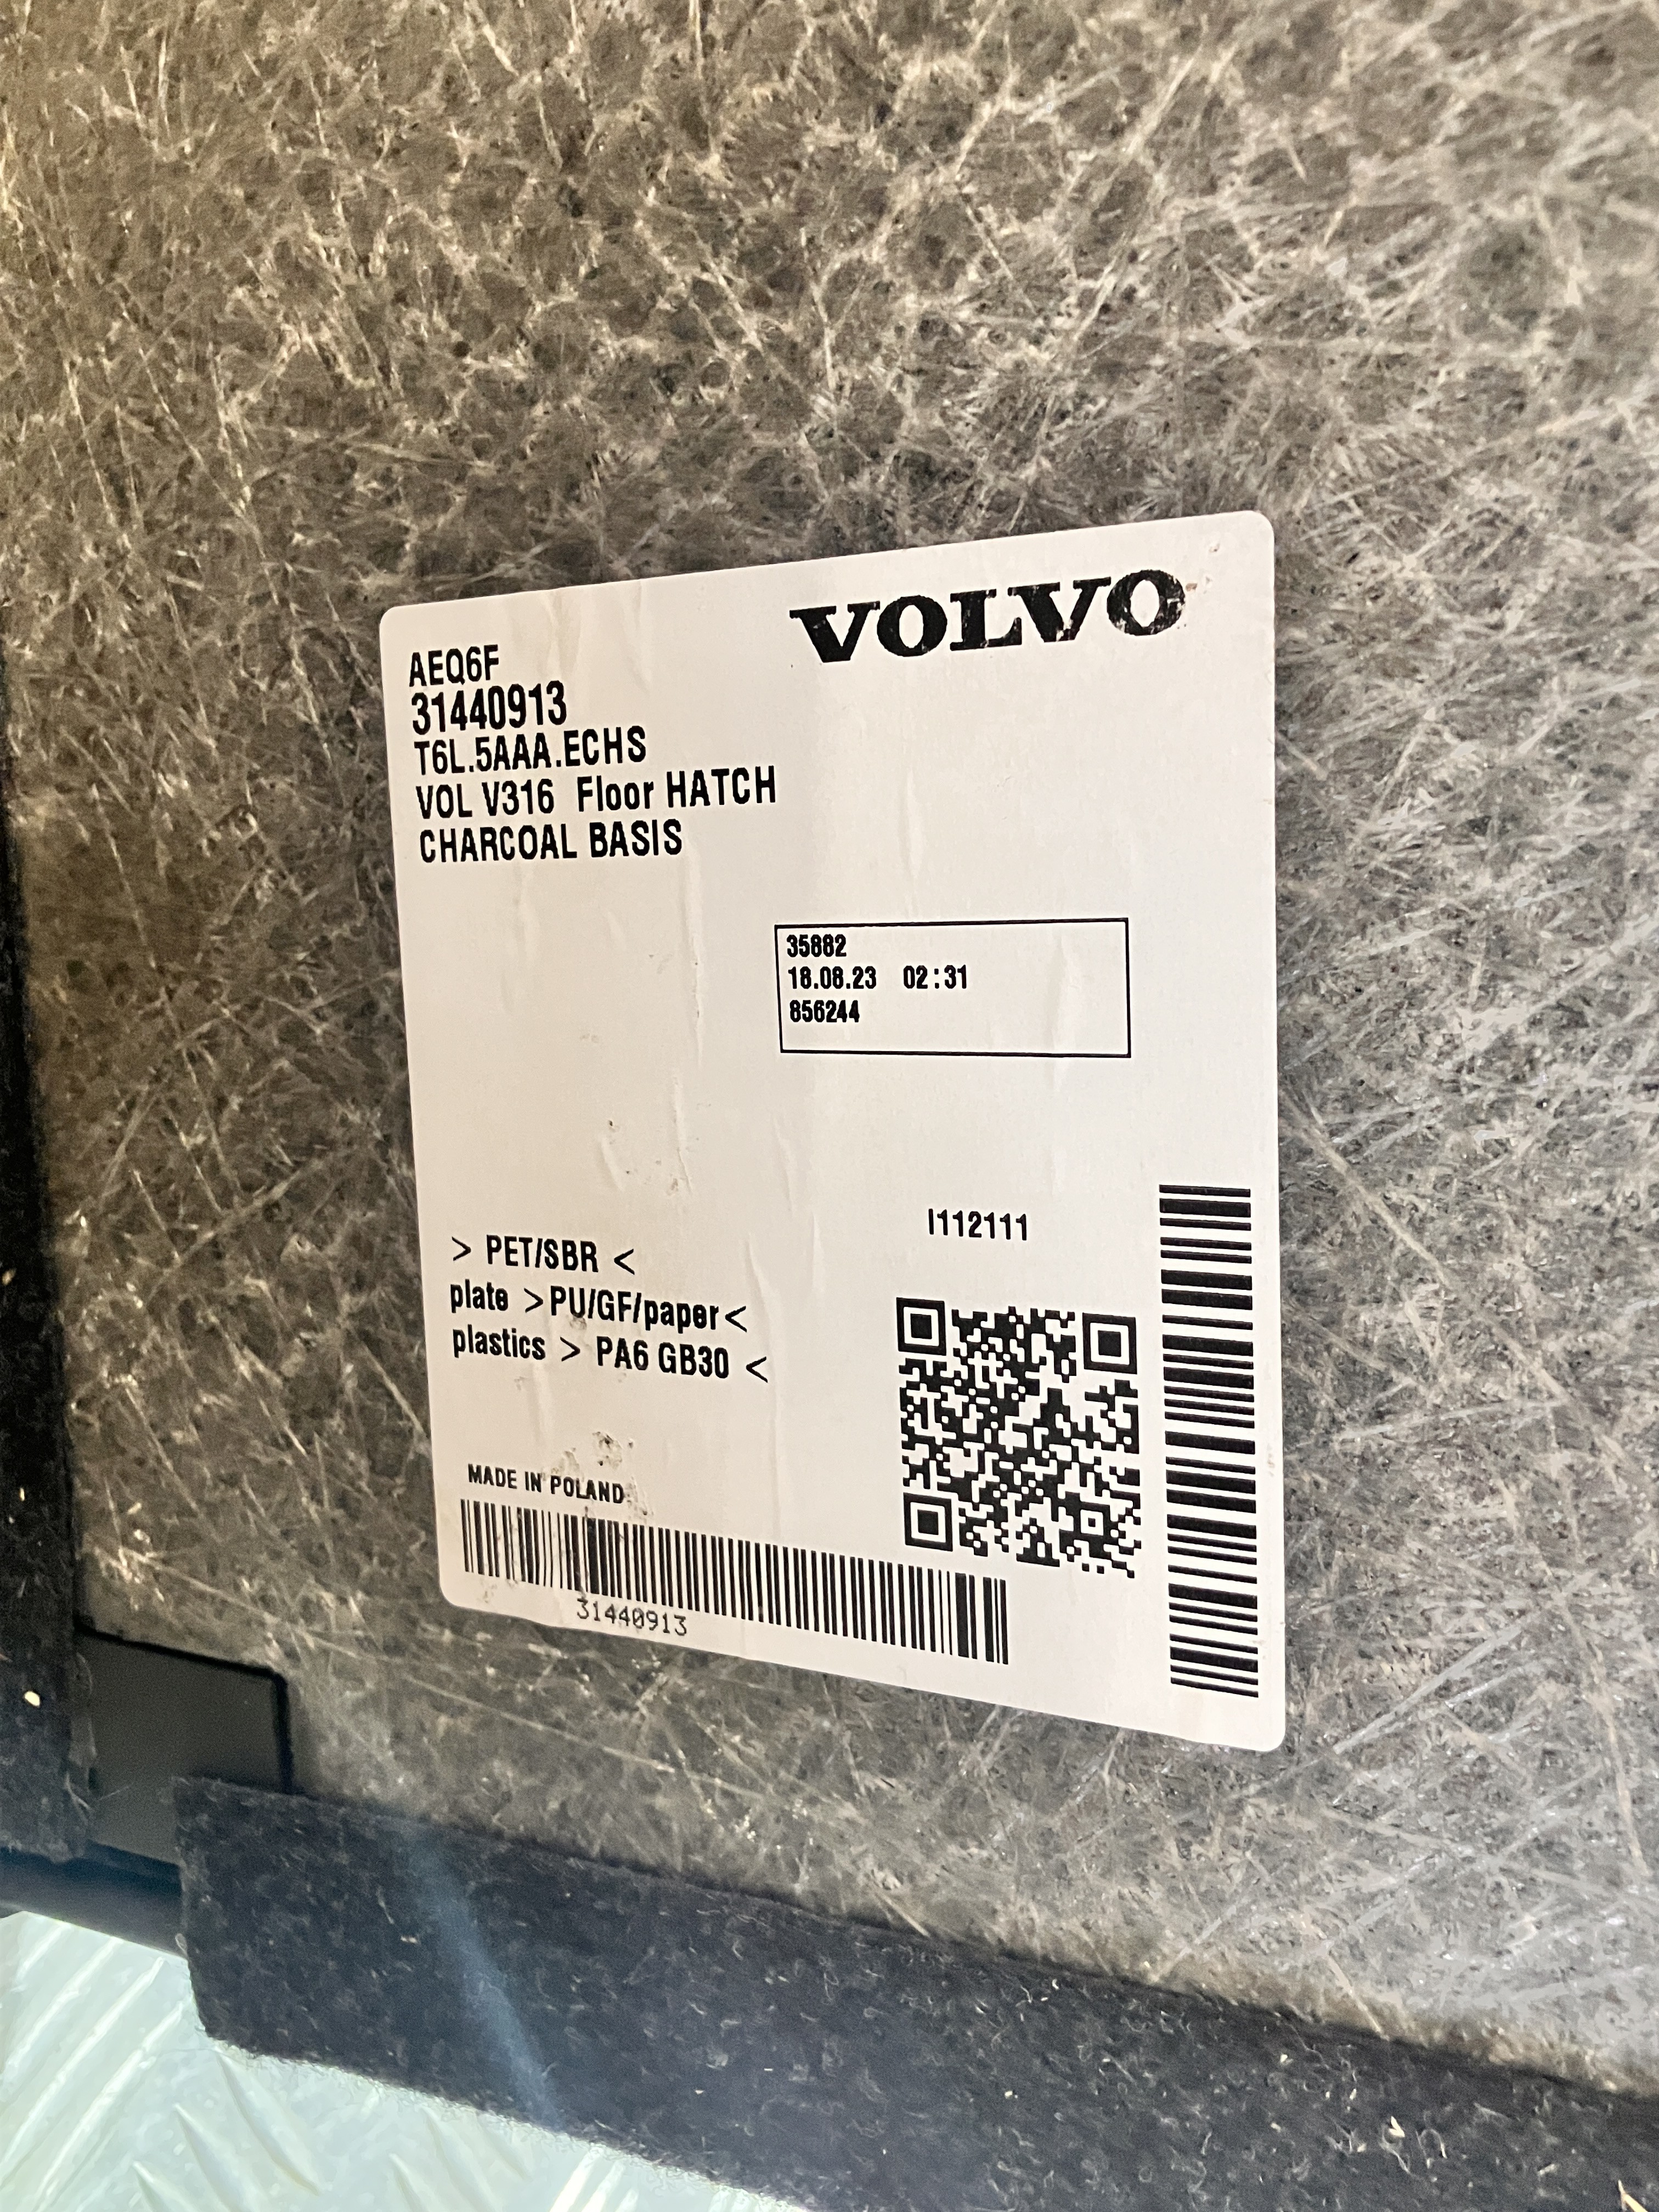 VOLVO
AEQ6F
31440913
T6L.5AAA.ECHS
VOL V316 Floor HATCH
CHARCOAL BASIS
35882
18.08.23 02:31
856244
I112111
> PET/SBR <
plate >PU/GF/paper<
plastics > PA6 GB30 <
MADE IN POLAND
31440913